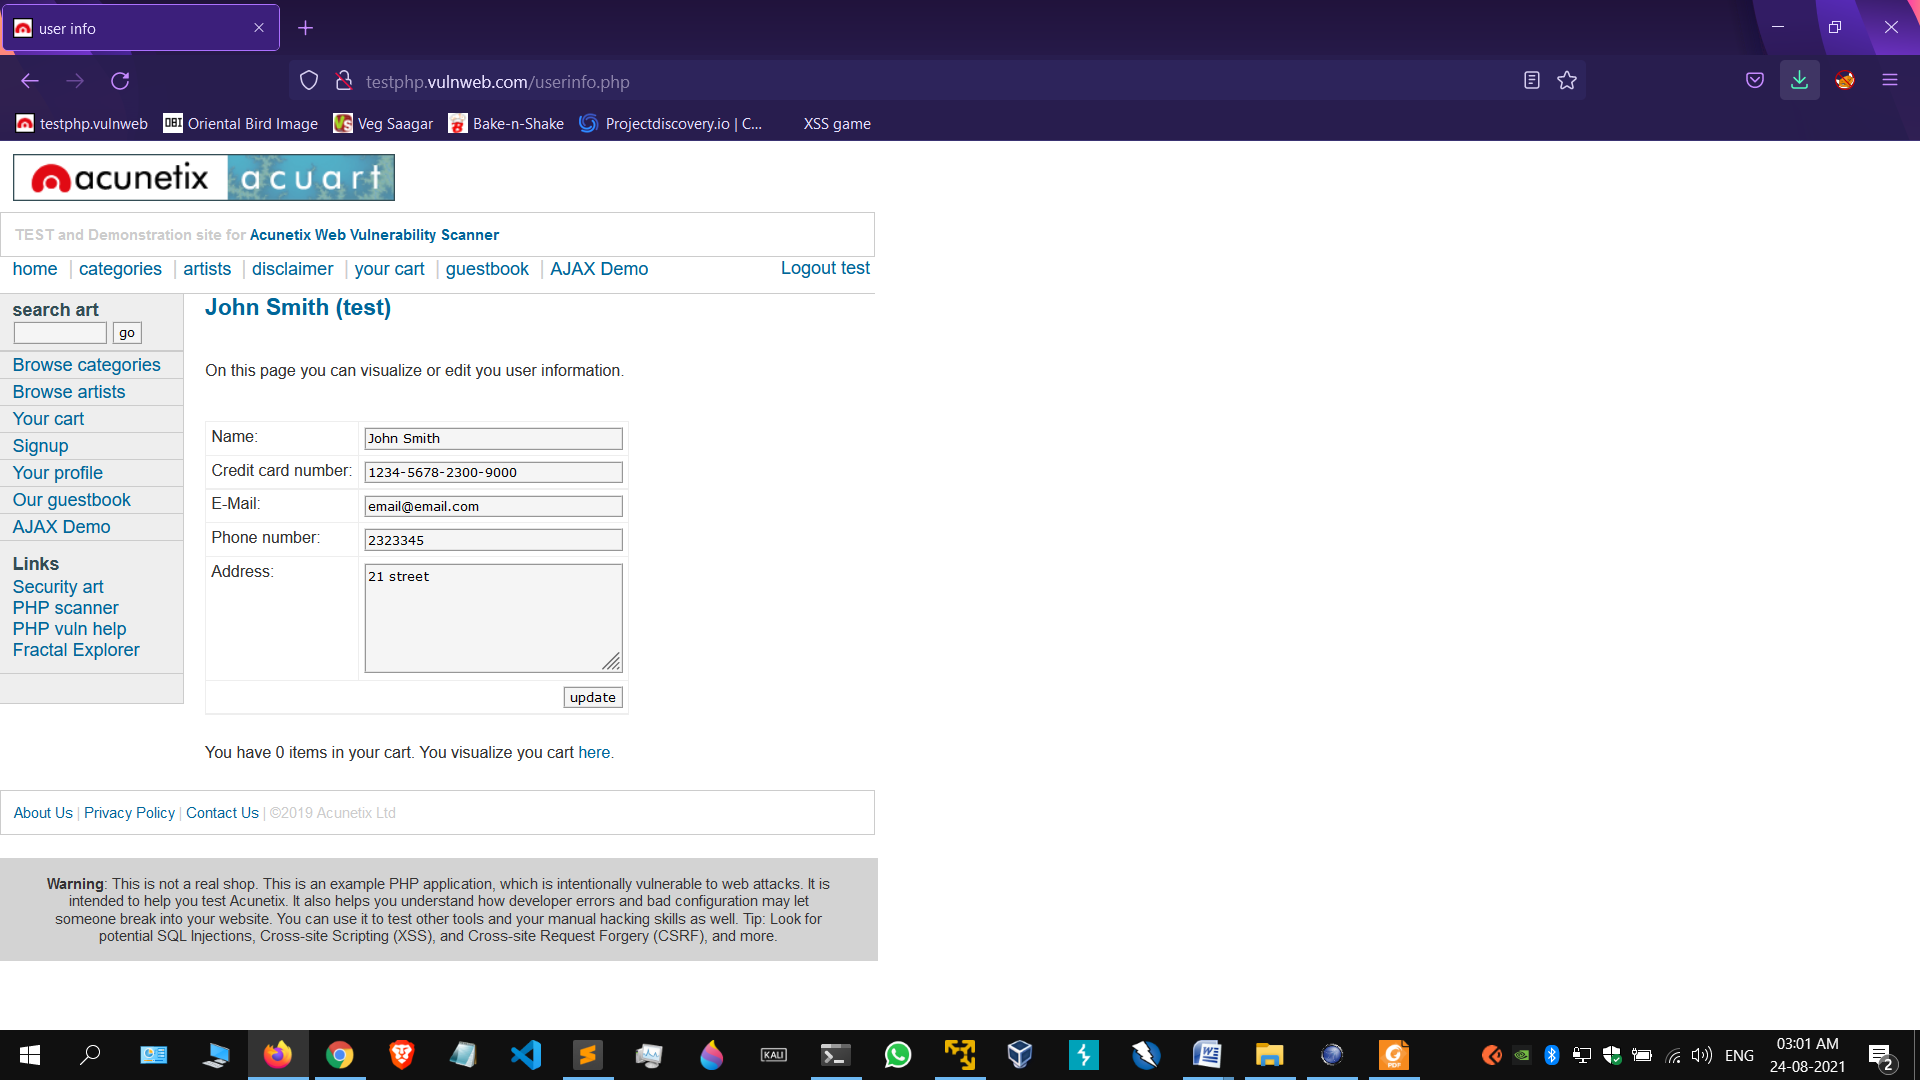 user info
testphp.vulnweb.com/userinfo.php
testphp.vulnweb OBI Oriental Bird Image Veg Saagar Bake-n-Shake Projectdiscovery.io | C... XSS game
acunetix acuart
TEST and Demonstration site for Acunetix Web Vulnerability Scanner
home | categories | artists | disclaimer | your cart | guestbook | AJAX Demo Logout test
search art
go
Browse categories
Browse artists
Your cart
Signup
Your profile
Our guestbook
AJAX Demo
Links
Security art
PHP scanner
PHP vuln help
Fractal Explorer
John Smith (test)
On this page you can visualize or edit you user information.
Name: John Smith
Credit card number: 1234-5678-2300-9000
E-Mail: email@email.com
Phone number: 2323345
Address: 21 street
update
You have 0 items in your cart. You visualize you cart here.
About Us | Privacy Policy | Contact Us | ©2019 Acunetix Ltd
Warning: This is not a real shop. This is an example PHP application, which is intentionally vulnerable to web attacks. It is
intended to help you test Acunetix. It also helps you understand how developer errors and bad configuration may let
someone break into your website. You can use it to test other tools and your manual hacking skills as well. Tip: Look for
potential SQL Injections, Cross-site Scripting (XSS), and Cross-site Request Forgery (CSRF), and more.
KALI
PDF
ENG
03:01 AM
24-08-2021
2